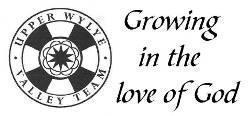 UPPER WYLYE
VALLEY TEAM
Growing
in the
love of God